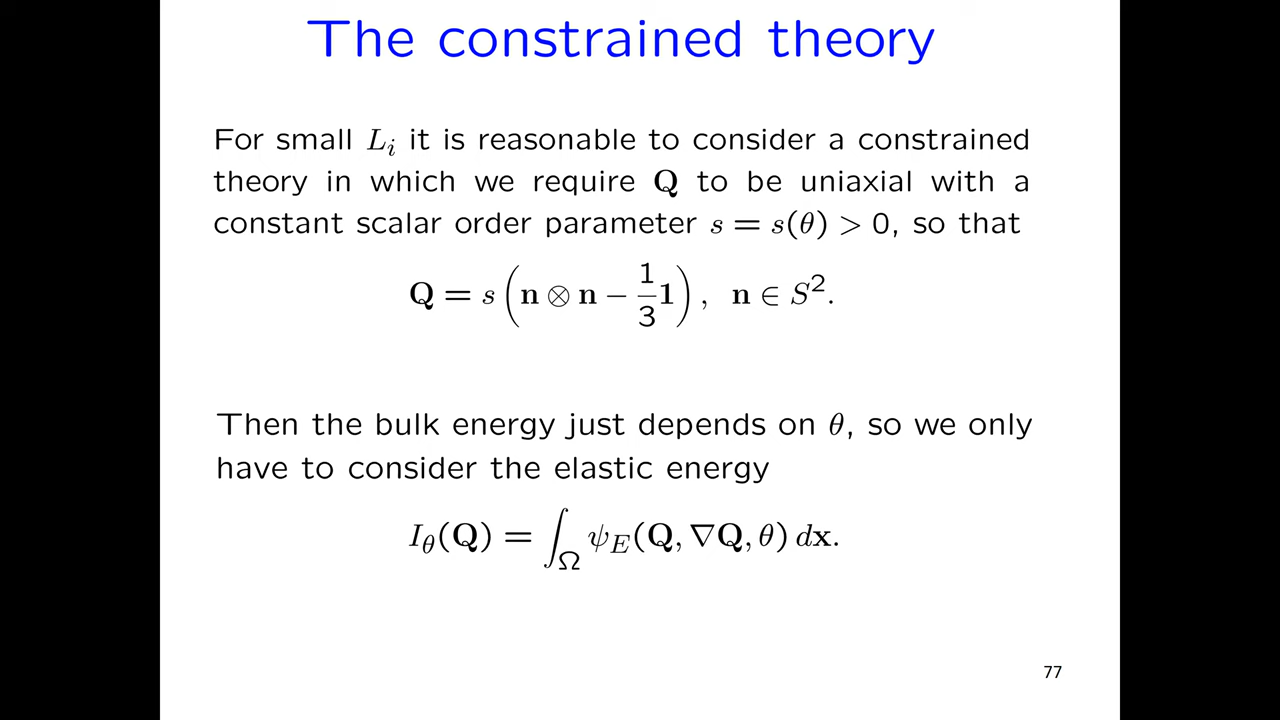 The constrained theory
For small $L_i$ it is reasonable to consider a constrained
theory in which we require $\mathbf{Q}$ to be uniaxial with a
constant scalar order parameter $s = s(\theta) > 0$, so that
$\mathbf{Q} = s\left(\mathbf{n} \otimes \mathbf{n} - \frac{1}{3}\mathbf{1}\right), \ \mathbf{n} \in S^2.$
Then the bulk energy just depends on $\theta$, so we only
have to consider the elastic energy
$I_\theta(\mathbf{Q}) = \int_\Omega \psi_E(\mathbf{Q}, \nabla\mathbf{Q}, \theta)\, d\mathbf{x}.$
77